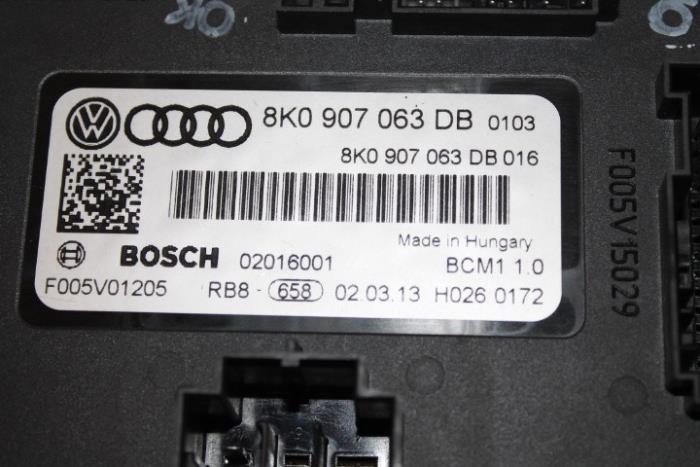 OK
8K0 907 063 DB 0103
8K0 907 063 DB 016
Made in Hungary
BOSCH 02016001 BCM1 1.0
F005V01205 RB8- 658 02.03.13 H026 0172
F005V15029